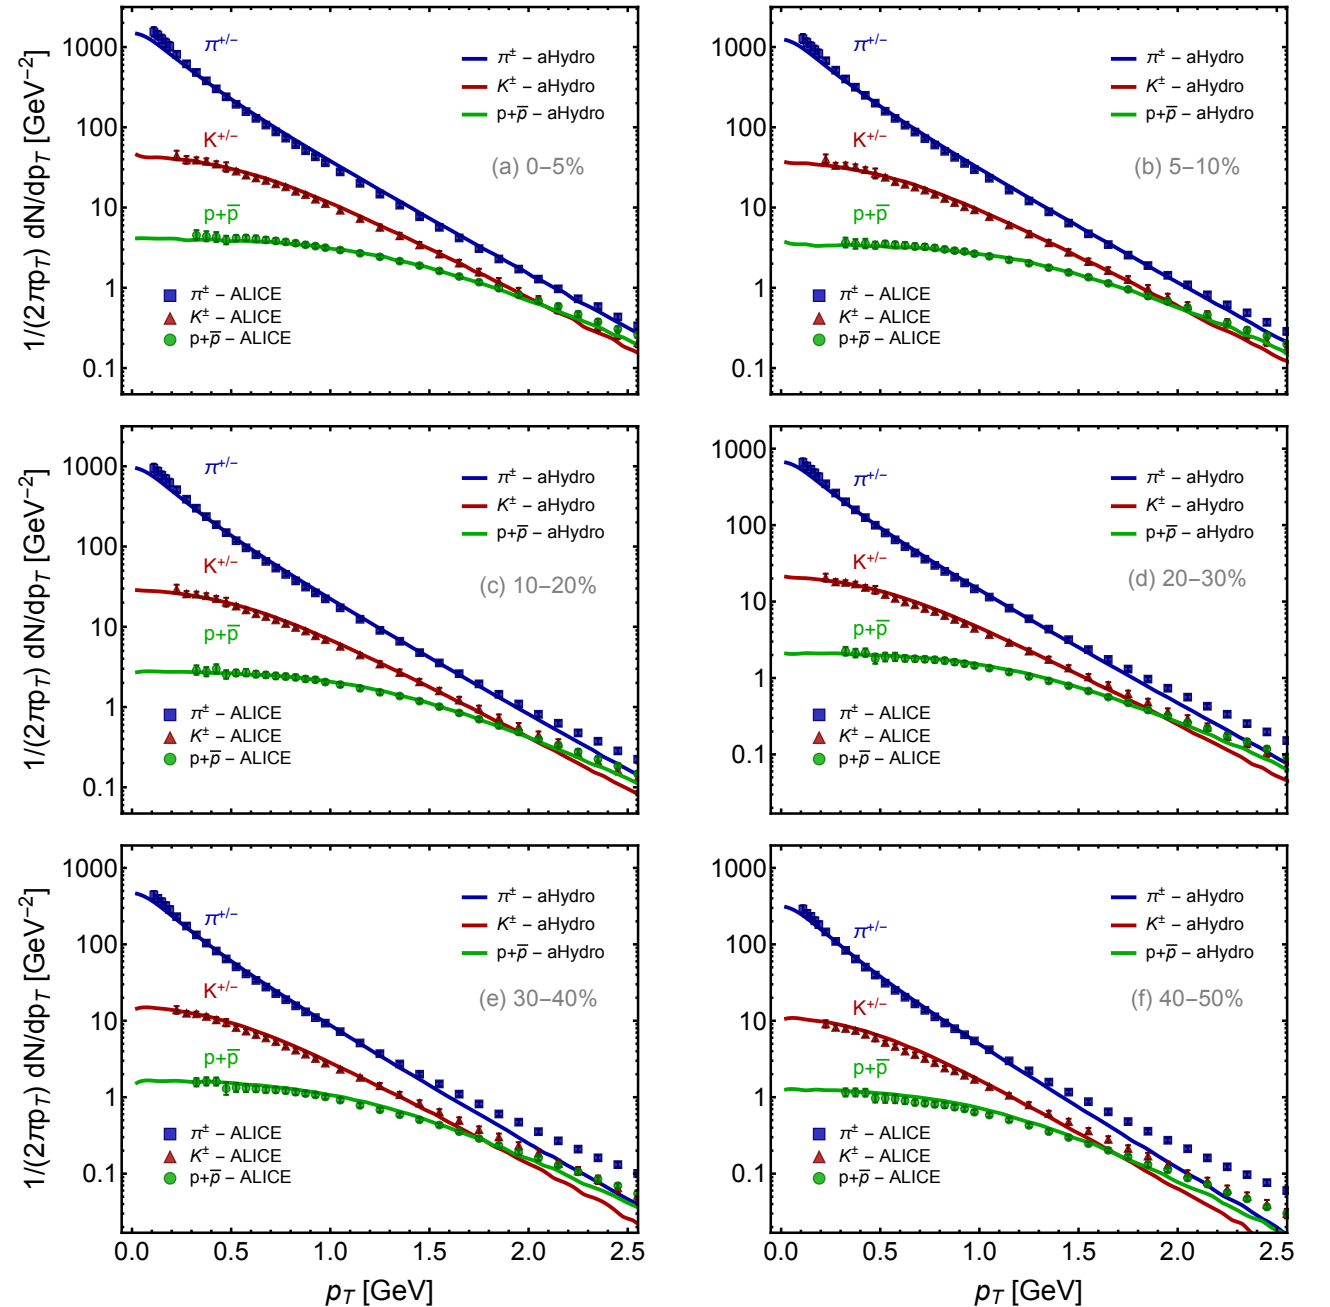 1/(2πp_T) dN/dp_T [GeV⁻²]
1000
100
10
1
0.1
π⁺/⁻
K⁺/⁻
p+p̅
π± – aHydro
K± – aHydro
p+p̅ – aHydro
(a) 0–5%
π± – ALICE
K± – ALICE
p+p̅ – ALICE
1000
100
10
1
0.1
π⁺/⁻
K⁺/⁻
p+p̅
π± – aHydro
K± – aHydro
p+p̅ – aHydro
(b) 5–10%
π± – ALICE
K± – ALICE
p+p̅ – ALICE
1/(2πp_T) dN/dp_T [GeV⁻²]
1000
100
10
1
0.1
π⁺/⁻
K⁺/⁻
p+p̅
π± – aHydro
K± – aHydro
p+p̅ – aHydro
(c) 10–20%
π± – ALICE
K± – ALICE
p+p̅ – ALICE
1000
100
10
1
0.1
π⁺/⁻
K⁺/⁻
p+p̅
π± – aHydro
K± – aHydro
p+p̅ – aHydro
(d) 20–30%
π± – ALICE
K± – ALICE
p+p̅ – ALICE
1/(2πp_T) dN/dp_T [GeV⁻²]
1000
100
10
1
0.1
π⁺/⁻
K⁺/⁻
p+p̅
π± – aHydro
K± – aHydro
p+p̅ – aHydro
(e) 30–40%
π± – ALICE
K± – ALICE
p+p̅ – ALICE
0.0 0.5 1.0 1.5 2.0 2.5
p_T [GeV]
1000
100
10
1
0.1
π⁺/⁻
K⁺/⁻
p+p̅
π± – aHydro
K± – aHydro
p+p̅ – aHydro
(f) 40–50%
π± – ALICE
K± – ALICE
p+p̅ – ALICE
0.0 0.5 1.0 1.5 2.0 2.5
p_T [GeV]